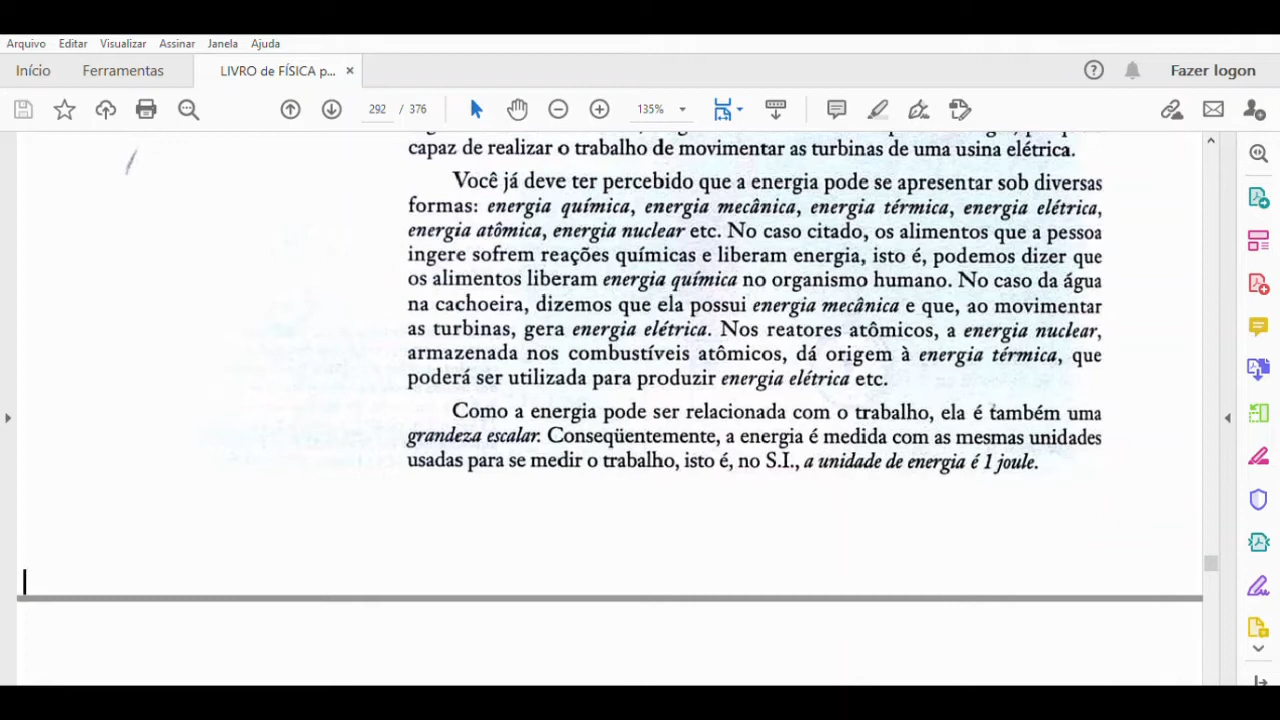 Arquivo Editar Visualizar Assinar Janela Ajuda
Início Ferramentas LIVRO de FÍSICA p... × Fazer logon
292 / 376 135%
capaz de realizar o trabalho de movimentar as turbinas de uma usina elétrica.
Você já deve ter percebido que a energia pode se apresentar sob diversas
formas: energia química, energia mecânica, energia térmica, energia elétrica,
energia atômica, energia nuclear etc. No caso citado, os alimentos que a pessoa
ingere sofrem reações químicas e liberam energia, isto é, podemos dizer que
os alimentos liberam energia química no organismo humano. No caso da água
na cachoeira, dizemos que ela possui energia mecânica e que, ao movimentar
as turbinas, gera energia elétrica. Nos reatores atômicos, a energia nuclear,
armazenada nos combustíveis atômicos, dá origem à energia térmica, que
poderá ser utilizada para produzir energia elétrica etc.
Como a energia pode ser relacionada com o trabalho, ela é também uma
grandeza escalar. Conseqüentemente, a energia é medida com as mesmas unidades
usadas para se medir o trabalho, isto é, no S.I., a unidade de energia é 1 joule.